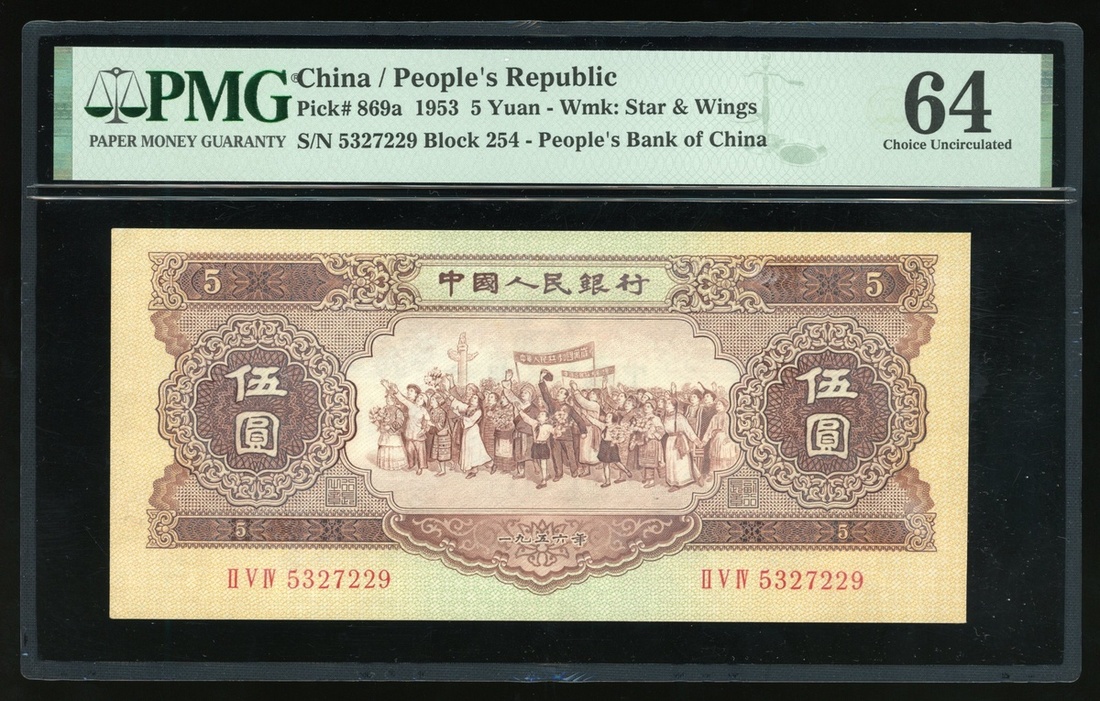 PMG®
PAPER MONEY GUARANTY
China / People's Republic
Pick# 869a 1953 5 Yuan - Wmk: Star & Wings
S/N 5327229 Block 254 - People's Bank of China
64
Choice Uncirculated
5
中國人民銀行
5
伍圓
伍圓
5
一九五六年
5
II V IV 5327229
II V IV 5327229